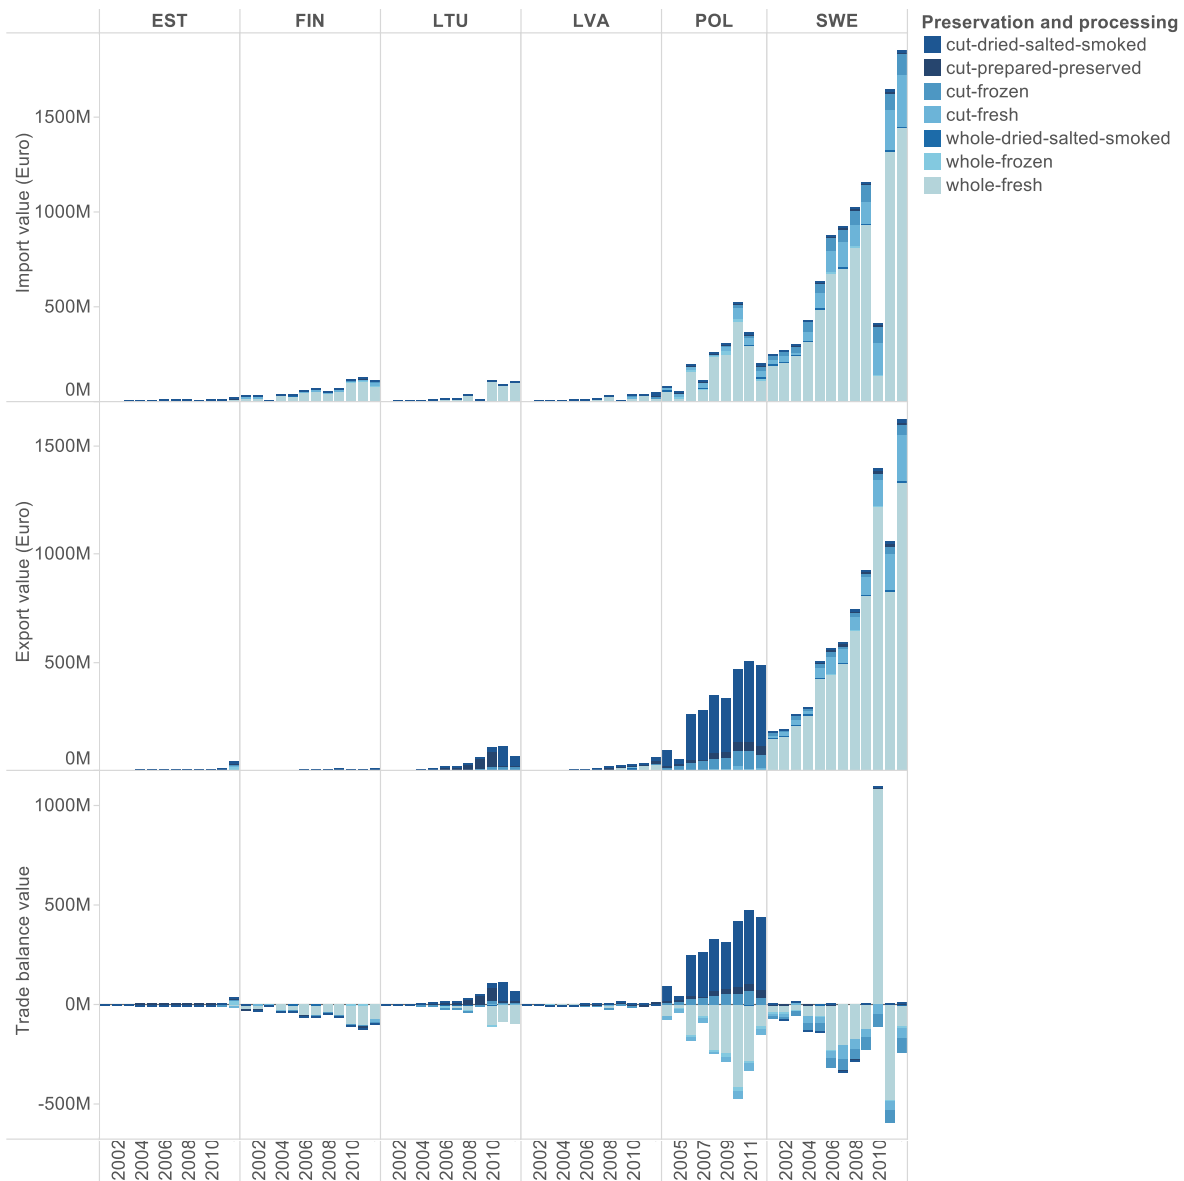 EST FIN LTU LVA POL SWE
Preservation and processing
cut-dried-salted-smoked
cut-prepared-preserved
cut-frozen
cut-fresh
whole-dried-salted-smoked
whole-frozen
whole-fresh
Import value (Euro)
1500M
1000M
500M
0M
Export value (Euro)
1500M
1000M
500M
0M
Trade balance value
1000M
500M
0M
-500M
2002 2004 2006 2008 2010 2002 2004 2006 2008 2010 2002 2004 2006 2008 2010 2002 2004 2006 2008 2010 2005 2007 2009 2011 2002 2004 2006 2008 2010